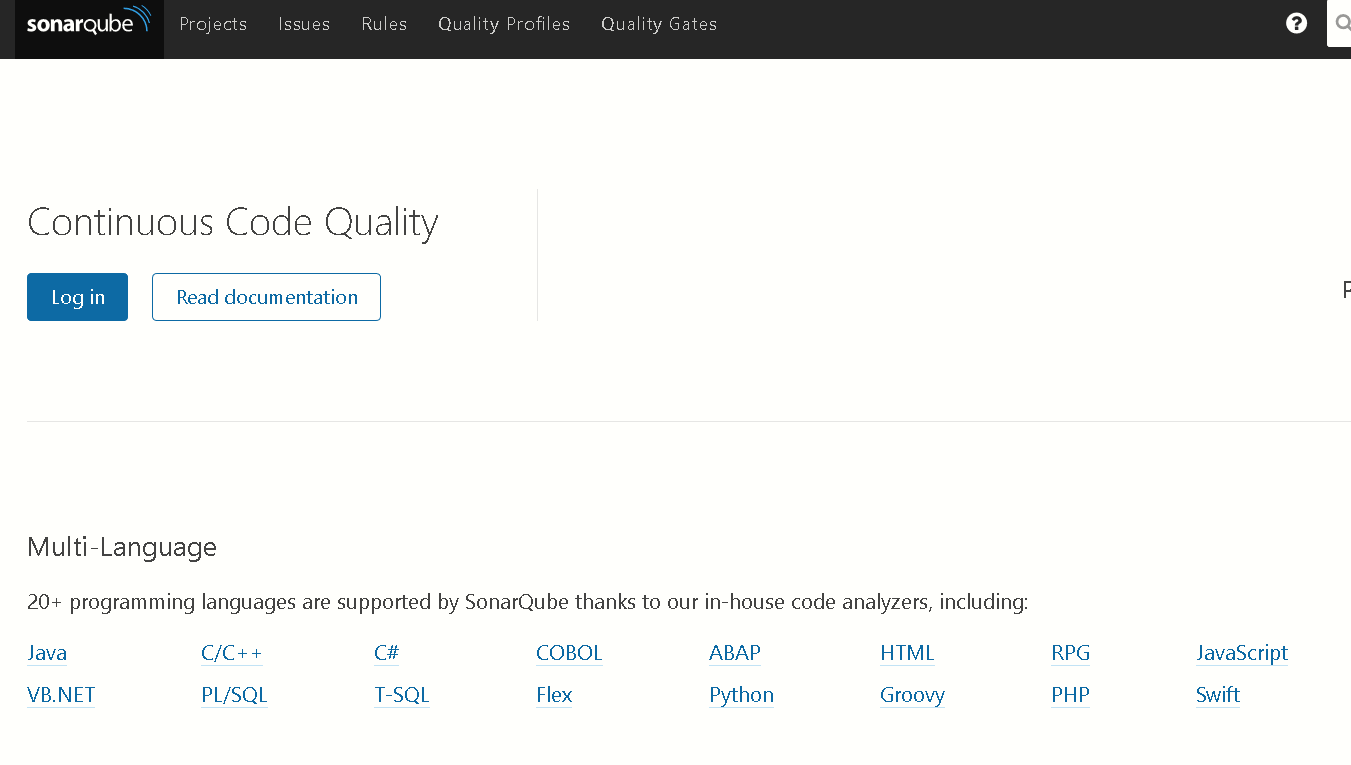 sonarqube Projects Issues Rules Quality Profiles Quality Gates ?
Continuous Code Quality
Log in Read documentation
P
Multi-Language
20+ programming languages are supported by SonarQube thanks to our in-house code analyzers, including:
Java C/C++ C# COBOL ABAP HTML RPG JavaScript
VB.NET PL/SQL T-SQL Flex Python Groovy PHP Swift